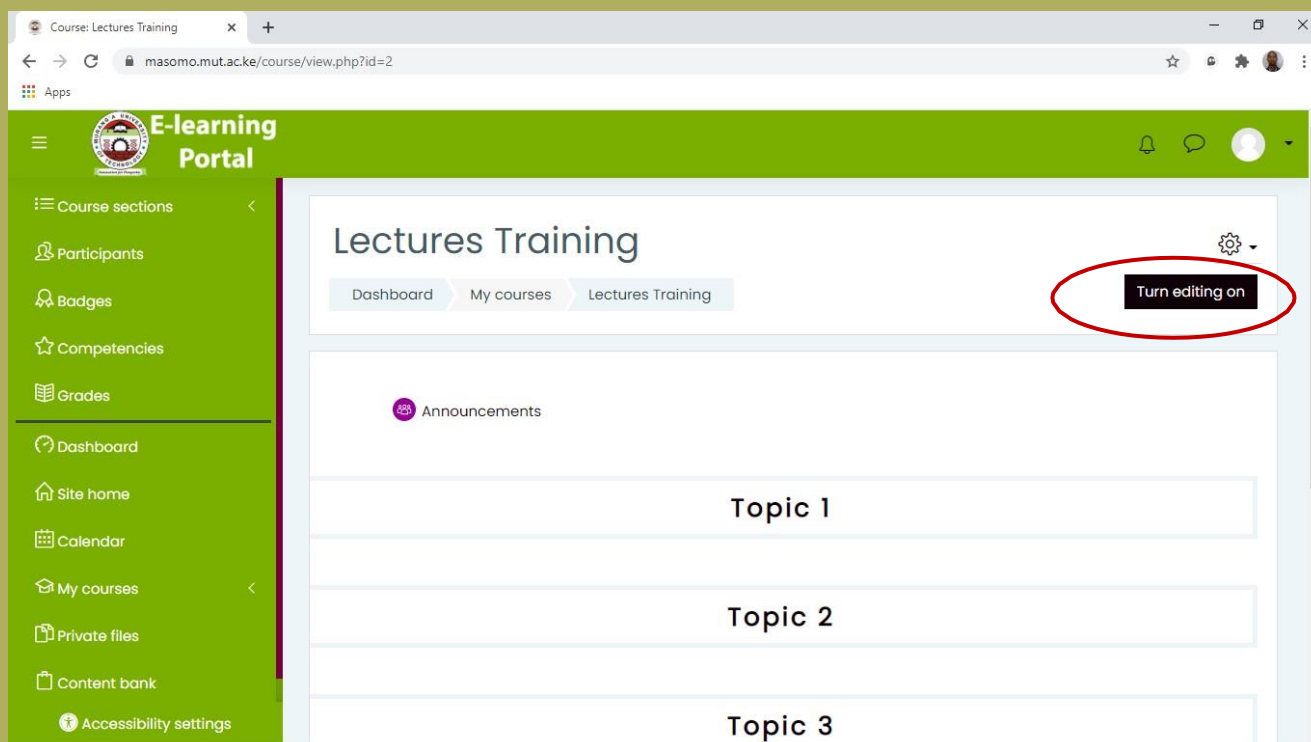 Course: Lectures Training
masomo.mut.ac.ke/course/view.php?id=2
Apps
E-learning
Portal
Course sections
Participants
Badges
Competencies
Grades
Dashboard
Site home
Calendar
My courses
Private files
Content bank
Accessibility settings
Lectures Training
Dashboard My courses Lectures Training
Turn editing on
Announcements
Topic 1
Topic 2
Topic 3